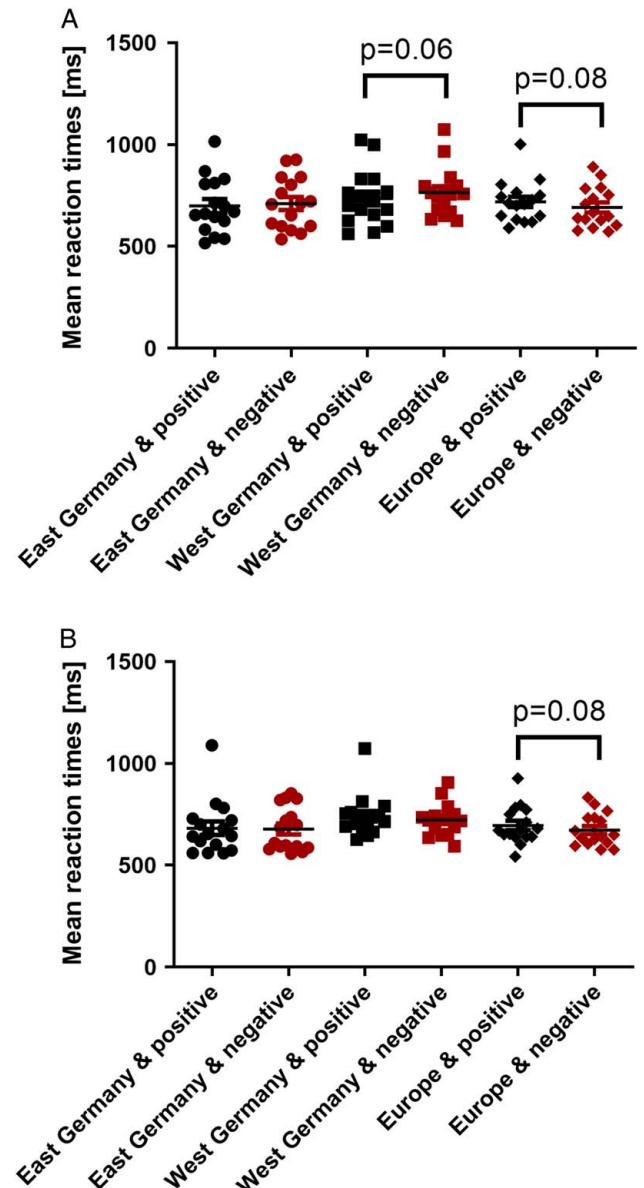 A
Mean reaction times [ms]
1500
1000
500
0
p=0.06
p=0.08
East Germany & positive
East Germany & negative
West Germany & positive
West Germany & negative
Europe & positive
Europe & negative
B
Mean reaction times [ms]
1500
1000
500
0
p=0.08
East Germany & positive
East Germany & negative
West Germany & positive
West Germany & negative
Europe & positive
Europe & negative